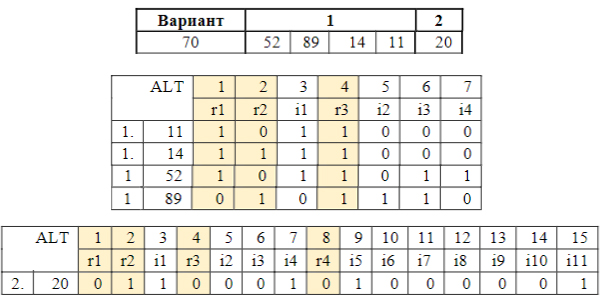 Вариант 1 2
70 52 89 14 11 20
ALT 1 2 3 4 5 6 7
r1 r2 i1 r3 i2 i3 i4
1. 11 1 0 1 1 0 0 0
1. 14 1 1 1 1 0 0 0
1 52 1 0 1 1 0 1 1
1 89 0 1 0 1 1 1 0
ALT 1 2 3 4 5 6 7 8 9 10 11 12 13 14 15
r1 r2 i1 r3 i2 i3 i4 r4 i5 i6 i7 i8 i9 i10 i11
2. 20 0 1 1 0 0 0 1 0 1 0 0 0 0 0 1